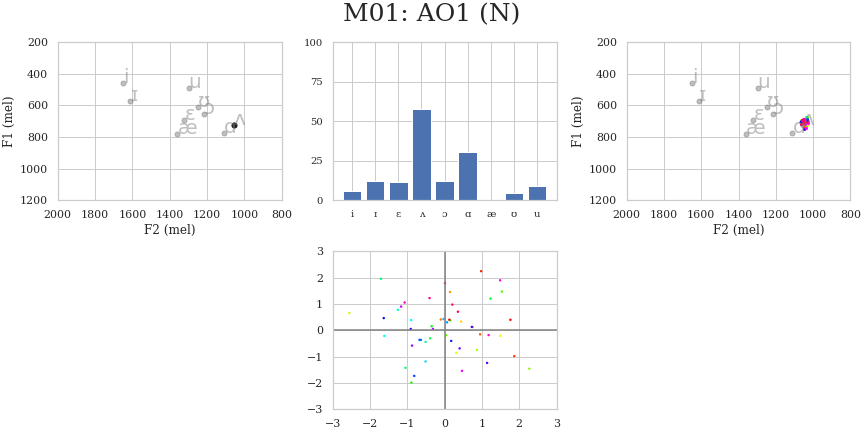 M01: AO1 (N)
200
400
600
800
1000
1200
F1 (mel)
2000 1800 1600 1400 1200 1000 800
F2 (mel)
i
ɪ
u
ʊ
ɔ
ɛ
æ
ɑ
ʌ
100
75
50
25
0
i ɪ ɛ ʌ ɔ ɑ æ ʊ u
200
400
600
800
1000
1200
F1 (mel)
2000 1800 1600 1400 1200 1000 800
F2 (mel)
i
ɪ
u
ʊ
ɔ
ɛ
æ
ɑ
ʌ
3
2
1
0
−1
−2
−3
−3 −2 −1 0 1 2 3